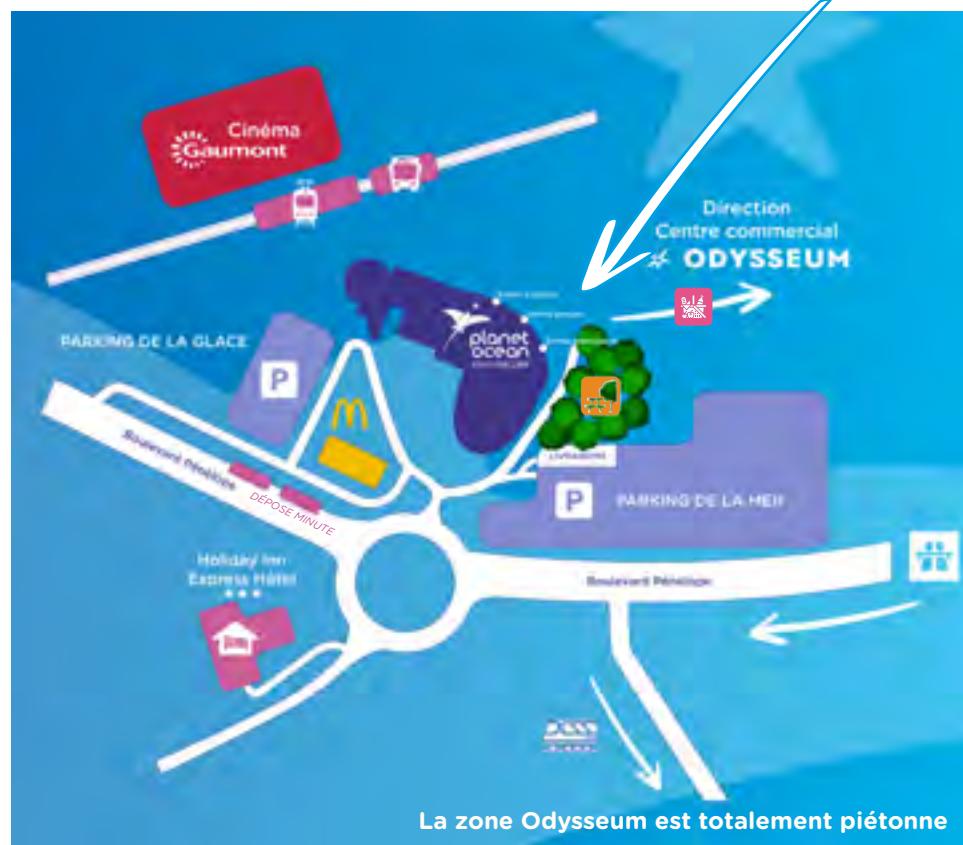 Cinéma
Gaumont
Direction
Centre commercial
ODYSSEUM
planet
ocean
PARKING DE LA GLACE
P
Boulevard Pénélope
DÉPOSE MINUTE
LIVRAISONS
P
PARKING DE LA MER
Holiday Inn
Express Hôtel
Boulevard Pénélope
La zone Odysseum est totalement piétonne